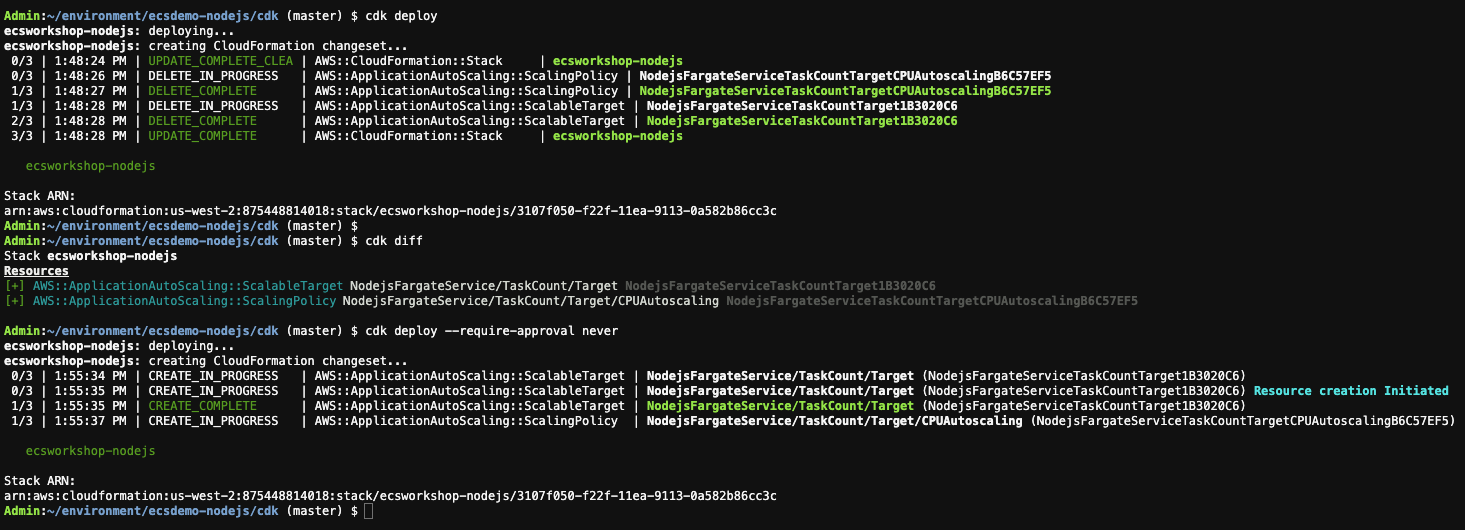 Admin:~/environment/ecsdemo-nodejs/cdk (master) $ cdk deploy
ecsworkshop-nodejs: deploying...
ecsworkshop-nodejs: creating CloudFormation changeset...
 0/3 | 1:48:24 PM | UPDATE_COMPLETE_CLEA | AWS::CloudFormation::Stack     | ecsworkshop-nodejs
 0/3 | 1:48:26 PM | DELETE_IN_PROGRESS   | AWS::ApplicationAutoScaling::ScalingPolicy | NodejsFargateServiceTaskCountTargetCPUAutoscalingB6C57EF5
 1/3 | 1:48:27 PM | DELETE_COMPLETE      | AWS::ApplicationAutoScaling::ScalingPolicy | NodejsFargateServiceTaskCountTargetCPUAutoscalingB6C57EF5
 1/3 | 1:48:28 PM | DELETE_IN_PROGRESS   | AWS::ApplicationAutoScaling::ScalableTarget | NodejsFargateServiceTaskCountTarget1B3020C6
 2/3 | 1:48:28 PM | DELETE_COMPLETE      | AWS::ApplicationAutoScaling::ScalableTarget | NodejsFargateServiceTaskCountTarget1B3020C6
 3/3 | 1:48:28 PM | UPDATE_COMPLETE      | AWS::CloudFormation::Stack     | ecsworkshop-nodejs
ecsworkshop-nodejs
Stack ARN:
arn:aws:cloudformation:us-west-2:875448814018:stack/ecsworkshop-nodejs/3107f050-f22f-11ea-9113-0a582b86cc3c
Admin:~/environment/ecsdemo-nodejs/cdk (master) $
Admin:~/environment/ecsdemo-nodejs/cdk (master) $ cdk diff
Stack ecsworkshop-nodejs
Resources
[+] AWS::ApplicationAutoScaling::ScalableTarget NodejsFargateService/TaskCount/Target NodejsFargateServiceTaskCountTarget1B3020C6
[+] AWS::ApplicationAutoScaling::ScalingPolicy NodejsFargateService/TaskCount/Target/CPUAutoscaling NodejsFargateServiceTaskCountTargetCPUAutoscalingB6C57EF5
Admin:~/environment/ecsdemo-nodejs/cdk (master) $ cdk deploy --require-approval never
ecsworkshop-nodejs: deploying...
ecsworkshop-nodejs: creating CloudFormation changeset...
 0/3 | 1:55:34 PM | CREATE_IN_PROGRESS   | AWS::ApplicationAutoScaling::ScalableTarget | NodejsFargateService/TaskCount/Target (NodejsFargateServiceTaskCountTarget1B3020C6)
 0/3 | 1:55:35 PM | CREATE_IN_PROGRESS   | AWS::ApplicationAutoScaling::ScalableTarget | NodejsFargateService/TaskCount/Target (NodejsFargateServiceTaskCountTarget1B3020C6) Resource creation Initiated
 1/3 | 1:55:35 PM | CREATE_COMPLETE      | AWS::ApplicationAutoScaling::ScalableTarget | NodejsFargateService/TaskCount/Target (NodejsFargateServiceTaskCountTarget1B3020C6)
 1/3 | 1:55:37 PM | CREATE_IN_PROGRESS   | AWS::ApplicationAutoScaling::ScalingPolicy  | NodejsFargateService/TaskCount/Target/CPUAutoscaling (NodejsFargateServiceTaskCountTargetCPUAutoscalingB6C57EF5)
ecsworkshop-nodejs
Stack ARN:
arn:aws:cloudformation:us-west-2:875448814018:stack/ecsworkshop-nodejs/3107f050-f22f-11ea-9113-0a582b86cc3c
Admin:~/environment/ecsdemo-nodejs/cdk (master) $